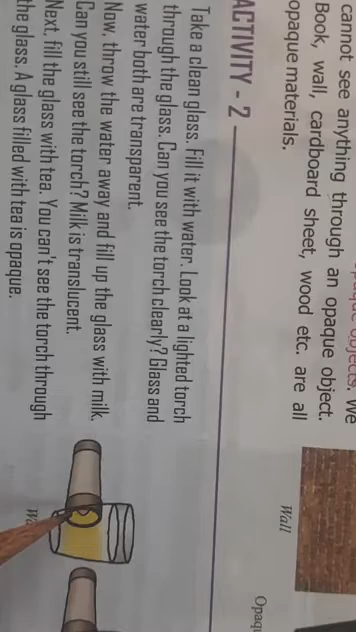 objects. We
cannot see anything through an opaque object.
Book, wall, cardboard sheet, wood etc. are all
opaque materials.
Wall
Opaqu
ACTIVITY - 2
Take a clean glass. Fill it with water. Look at a lighted torch
through the glass. Can you see the torch clearly? Glass and
water both are transparent.
Now, throw the water away and fill up the glass with milk.
Can you still see the torch? Milk is translucent.
Next, fill the glass with tea. You can't see the torch through
the glass. A glass filled with tea is opaque.